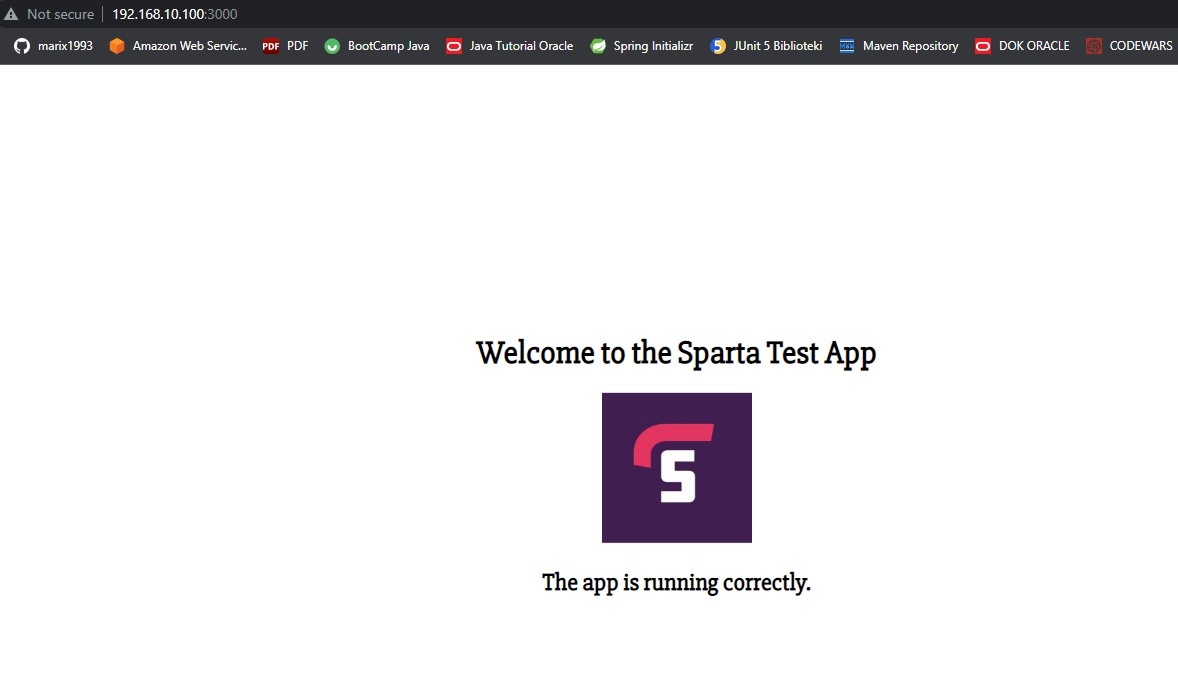 Not secure 192.168.10.100:3000
marix1993 Amazon Web Servic... PDF PDF BootCamp Java Java Tutorial Oracle Spring Initializr JUnit 5 Biblioteki Maven Repository DOK ORACLE CODEWARS
Welcome to the Sparta Test App
S
The app is running correctly.